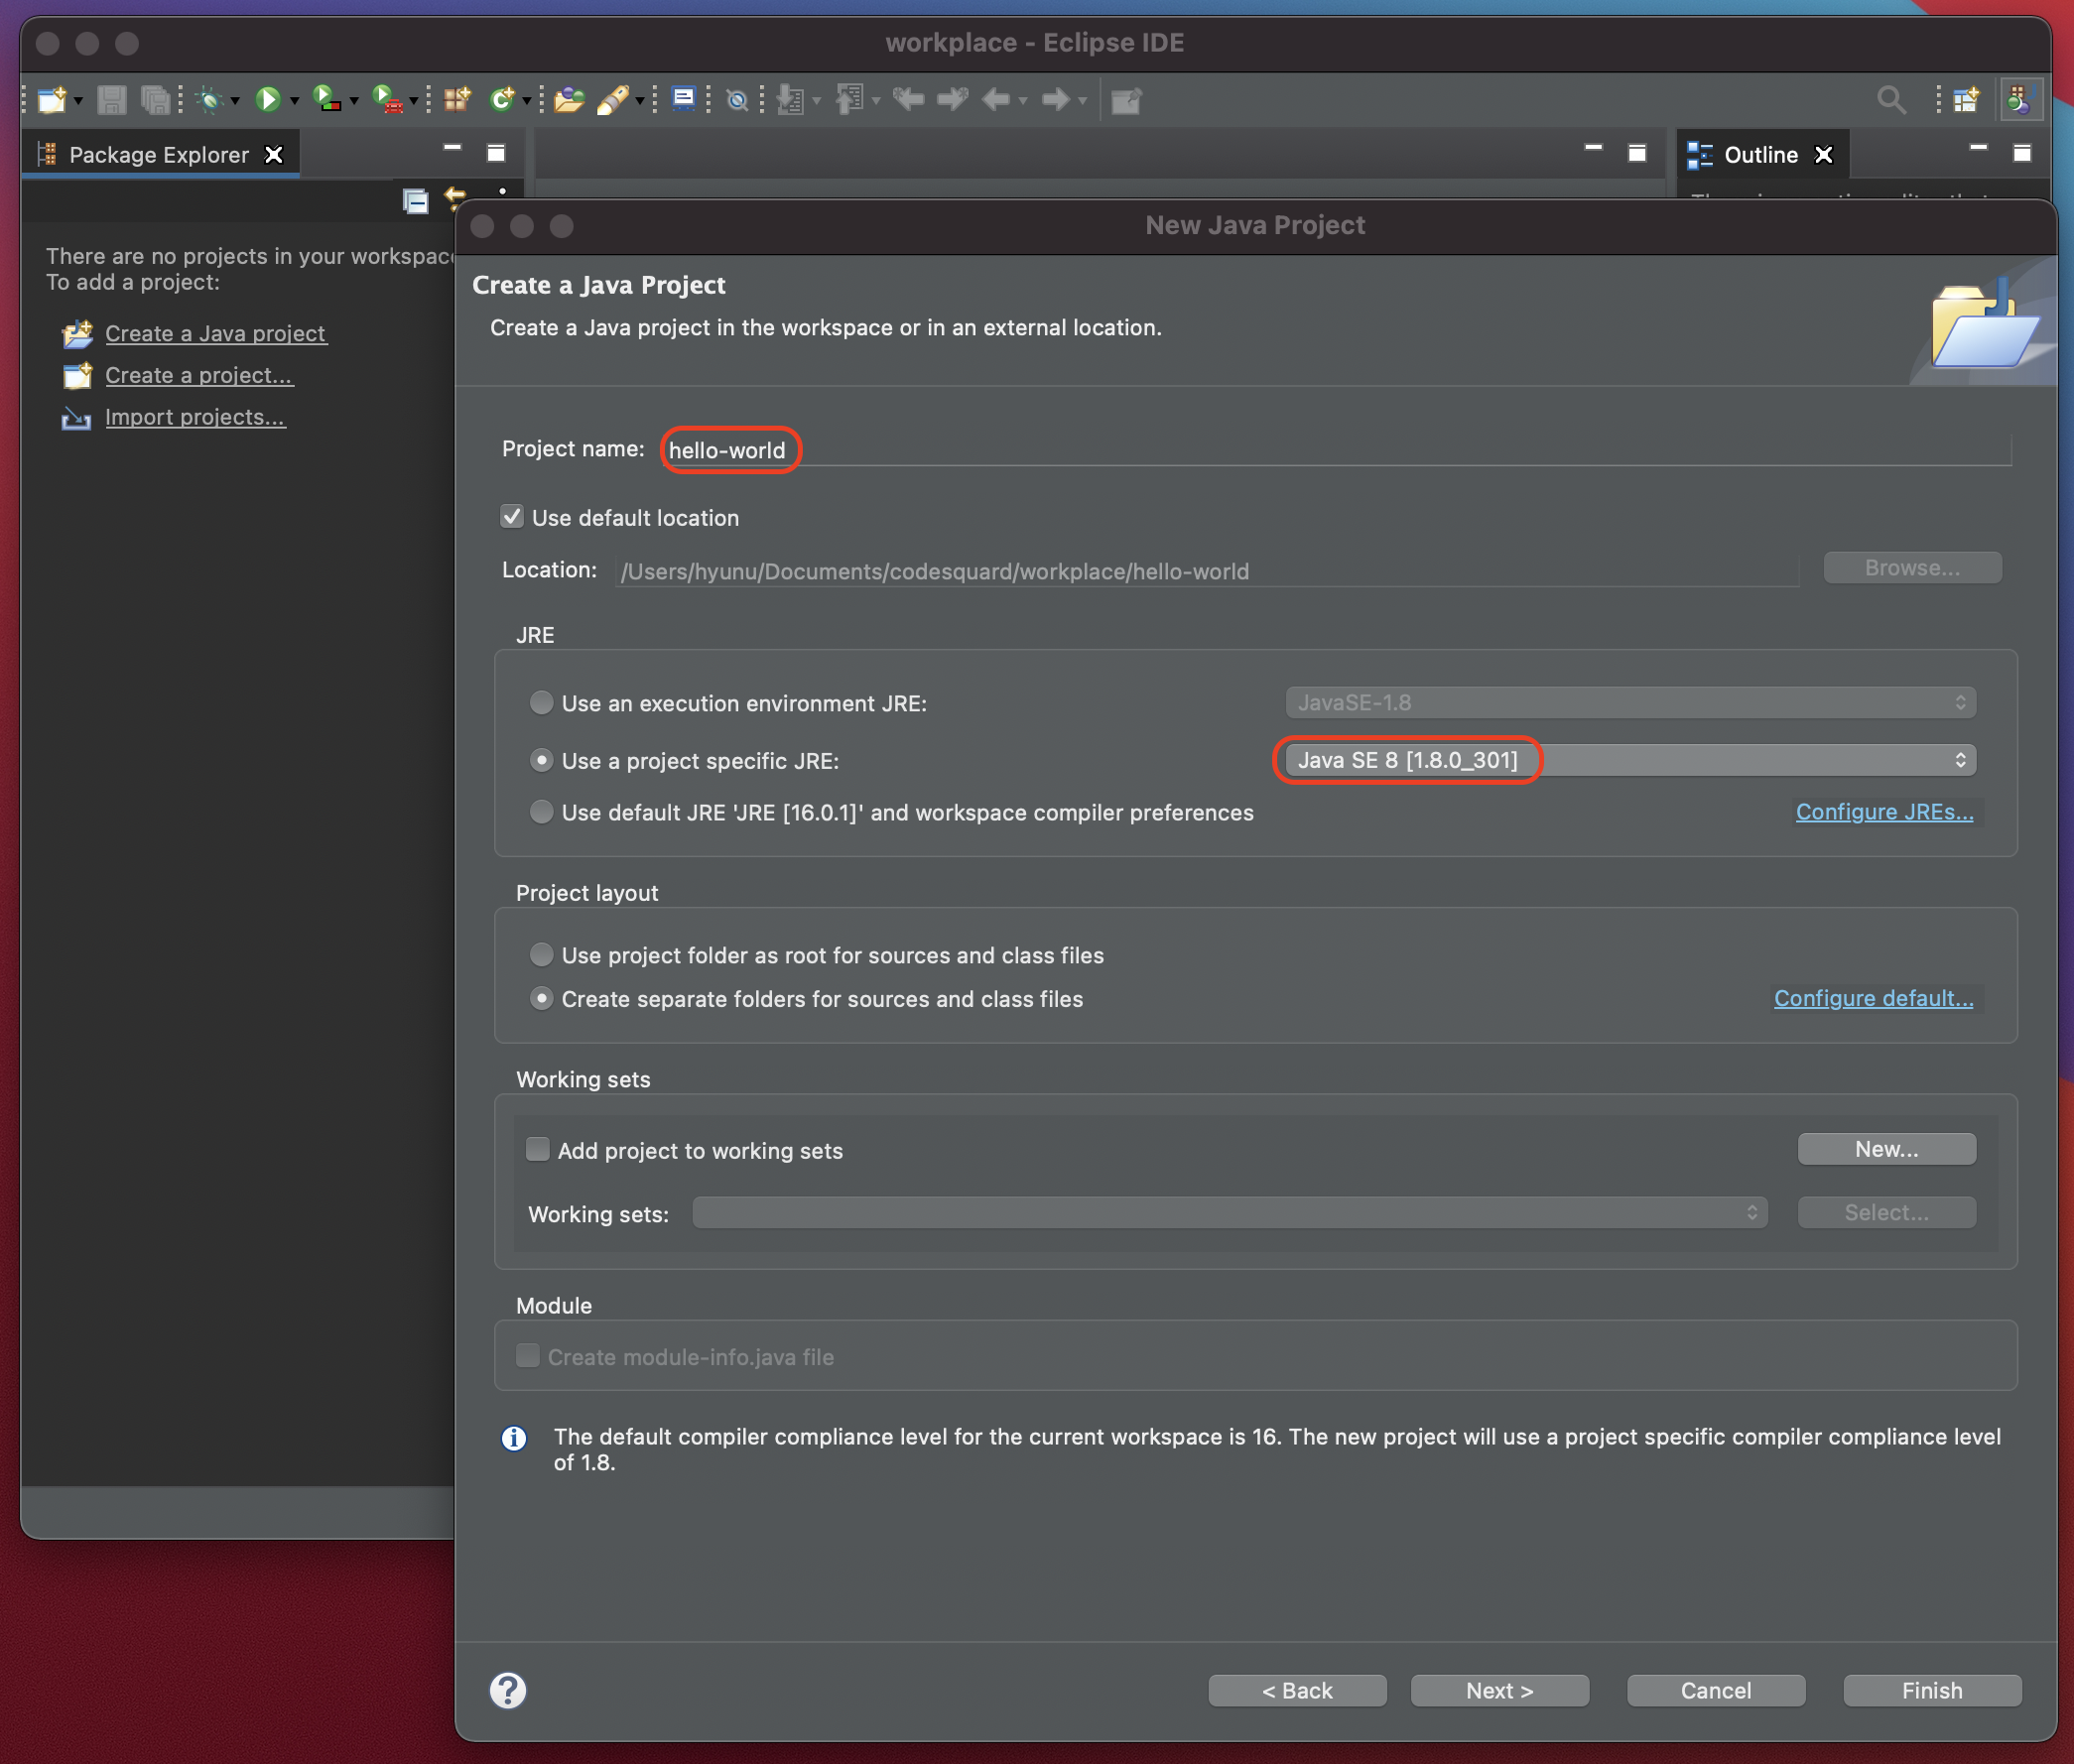 workplace - Eclipse IDE
Package Explorer
Outline
There are no projects in your workspace
To add a project:
Create a Java project
Create a project...
Import projects...
New Java Project
Create a Java Project
Create a Java project in the workspace or in an external location.
Project name: hello-world
Use default location
Location: /Users/hyunu/Documents/codesquard/workplace/hello-world Browse...
JRE
Use an execution environment JRE: JavaSE-1.8
Use a project specific JRE: Java SE 8 [1.8.0_301]
Use default JRE 'JRE [16.0.1]' and workspace compiler preferences Configure JREs...
Project layout
Use project folder as root for sources and class files
Create separate folders for sources and class files Configure default...
Working sets
Add project to working sets New...
Working sets: Select...
Module
Create module-info.java file
The default compiler compliance level for the current workspace is 16. The new project will use a project specific compiler compliance level
of 1.8.
< Back Next > Cancel Finish